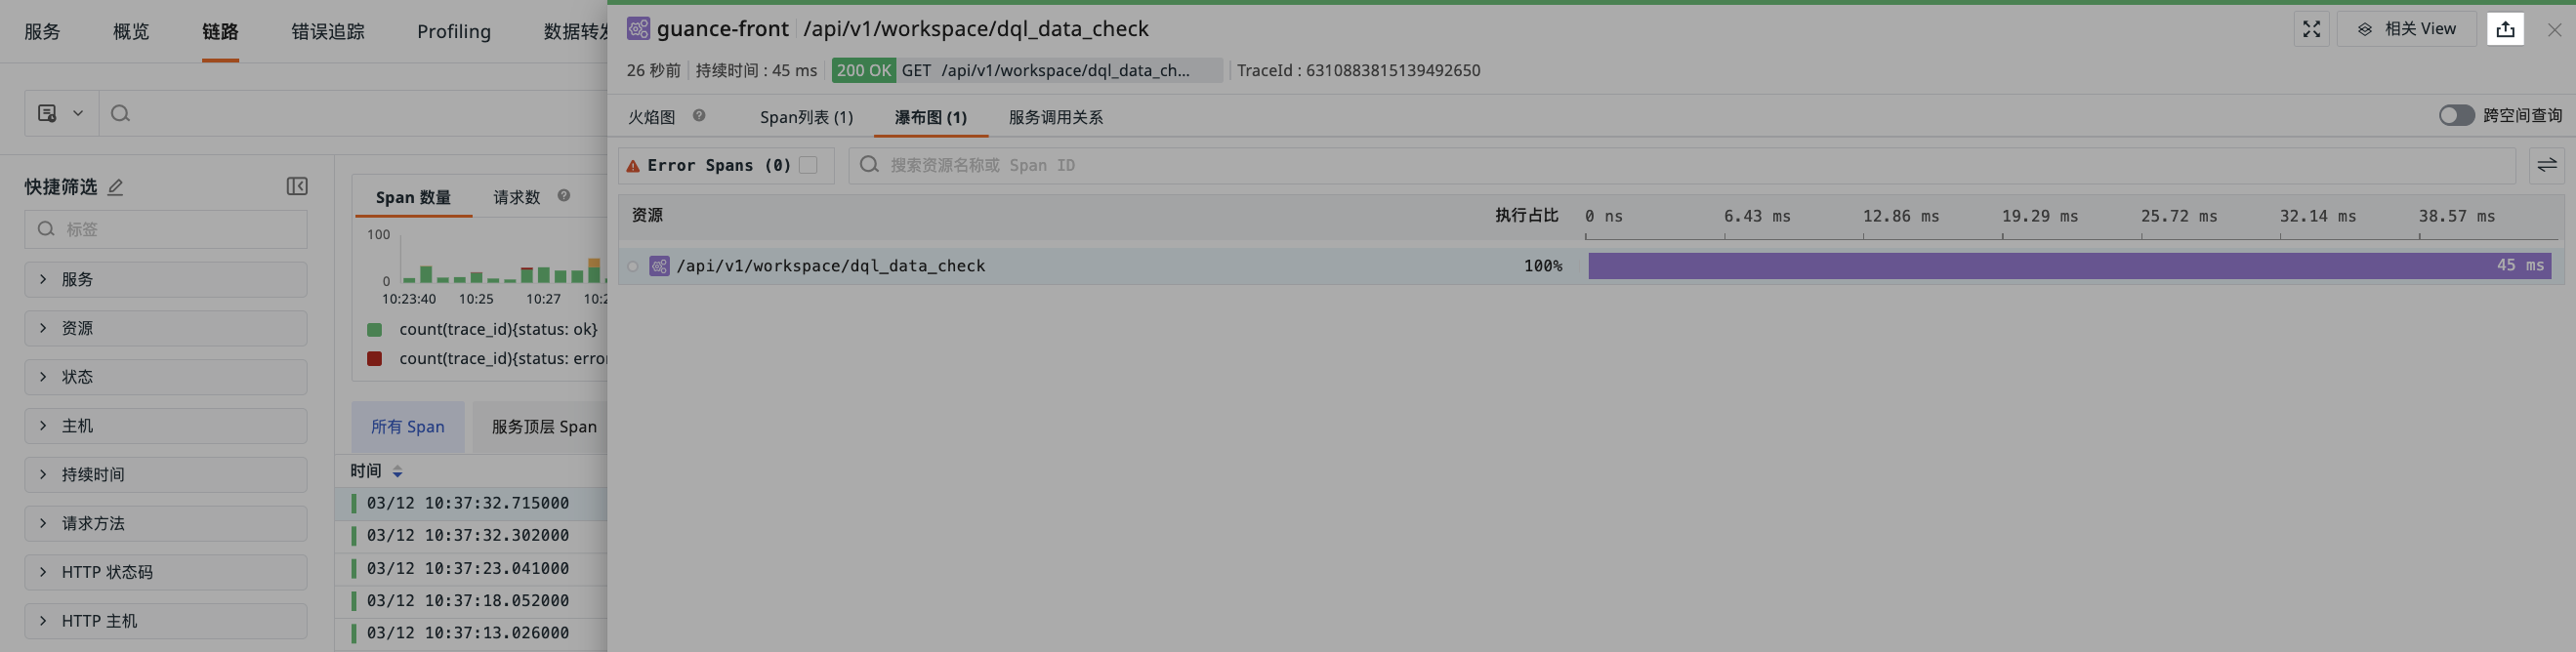 服务 概览 链路 错误追踪 Profiling 数据转发
guance-front /api/v1/workspace/dql_data_check
相关 View
26 秒前 持续时间 : 45 ms 200 OK GET /api/v1/workspace/dql_data_ch... TraceId : 6310883815139492650
火焰图 Span列表 (1) 瀑布图 (1) 服务调用关系
跨空间查询
Error Spans (0) 搜索资源名称或 Span ID
资源 执行占比 0 ns 6.43 ms 12.86 ms 19.29 ms 25.72 ms 32.14 ms 38.57 ms
/api/v1/workspace/dql_data_check 100% 45 ms
快捷筛选
标签
服务
资源
状态
主机
持续时间
请求方法
HTTP 状态码
HTTP 主机
Span 数量 请求数
100
0
10:23:40 10:25 10:27 10:2
count(trace_id){status: ok}
count(trace_id){status: error
所有 Span 服务顶层 Span
时间
03/12 10:37:32.715000
03/12 10:37:32.302000
03/12 10:37:23.041000
03/12 10:37:18.052000
03/12 10:37:13.026000